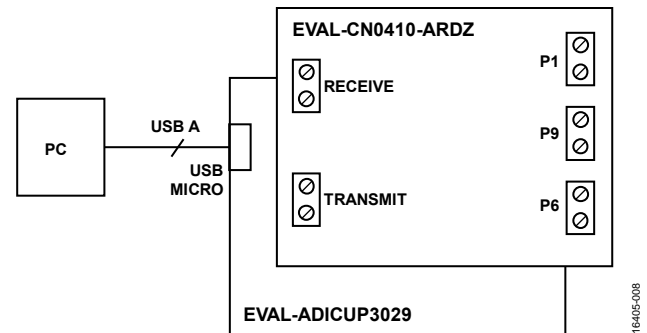 EVAL-CN0410-ARDZ
P1
RECEIVE
USB A
PC
P9
USB
MICRO
TRANSMIT
P6
EVAL-ADICUP3029
16405-008